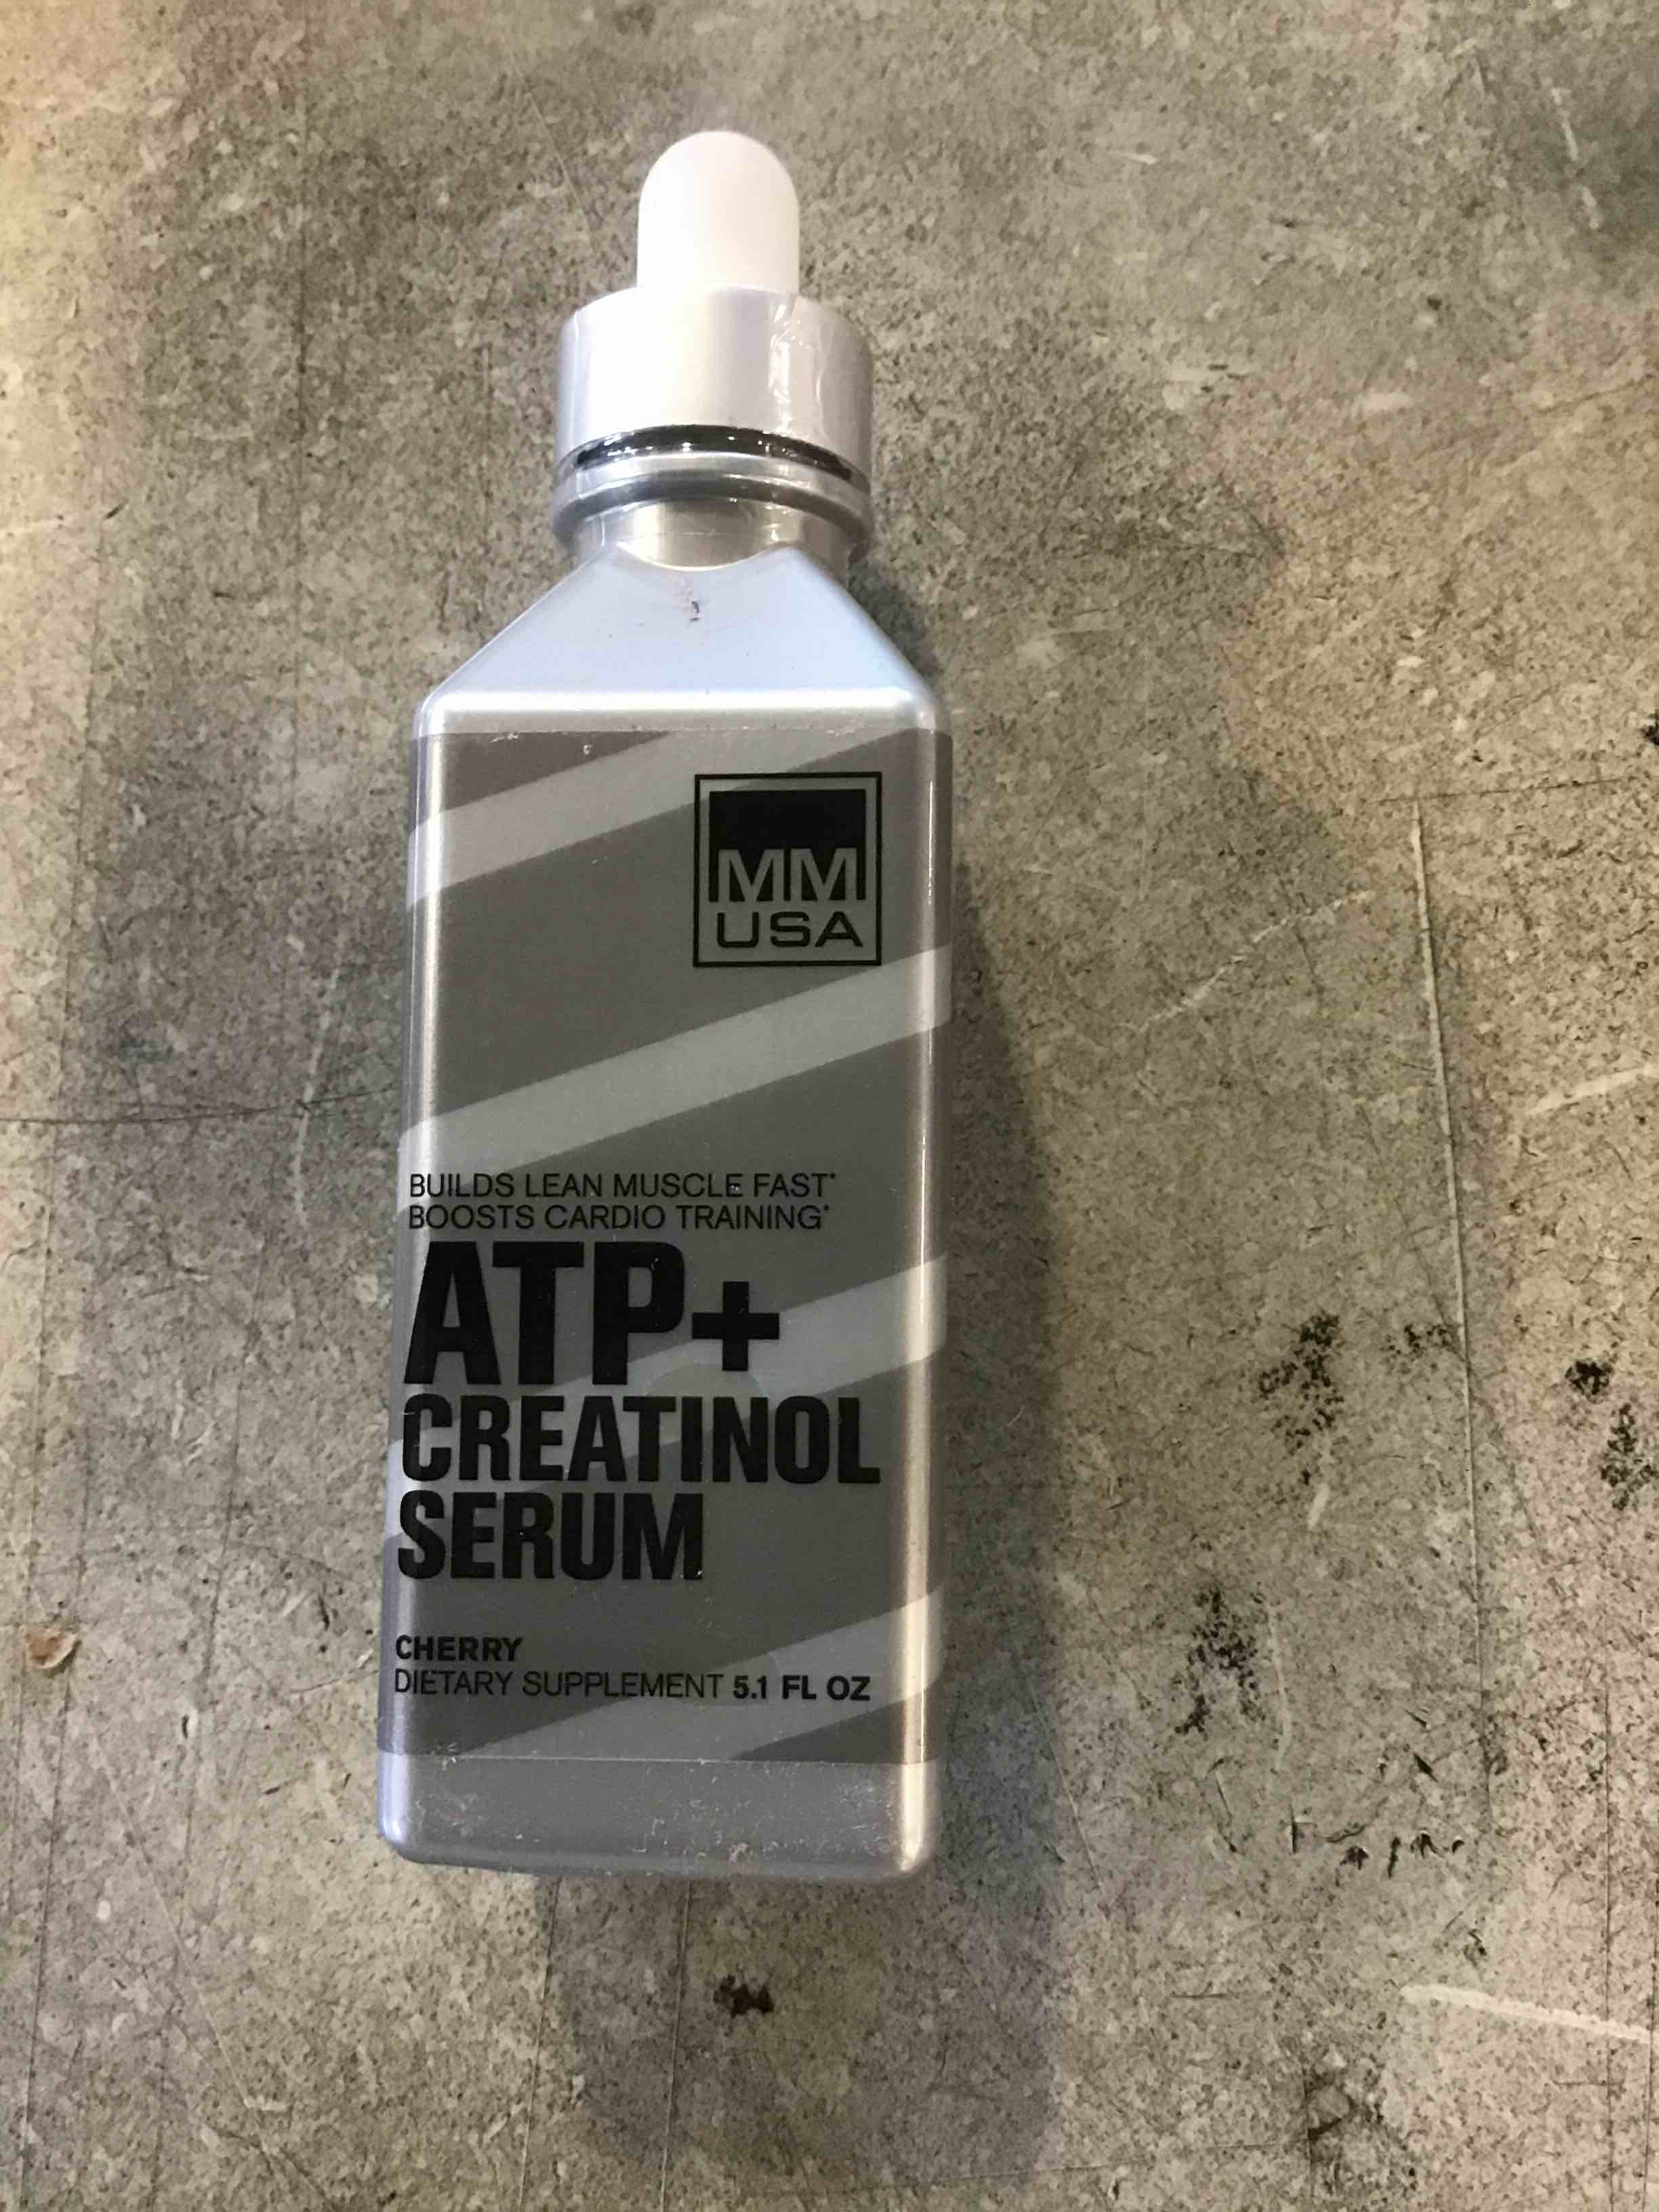 MM
USA
BUILDS LEAN MUSCLE FAST*
BOOSTS CARDIO TRAINING*
ATP+
CREATINOL
SERUM
CHERRY
DIETARY SUPPLEMENT 5.1 FL OZ